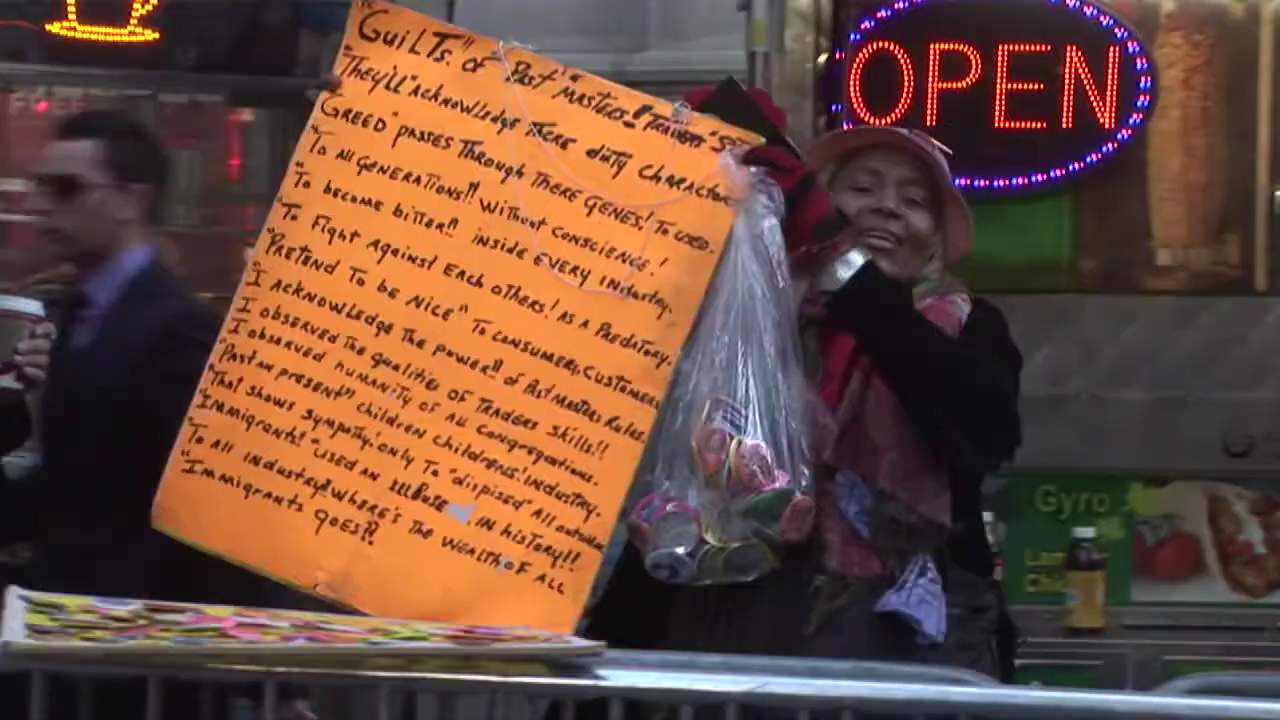 "Guilts" of "Past Masters!! "Traders"
"They'll" Acknowledge there duty character
Greed" passes through there genes! To used.
"To all Generations!! Without conscience!
"To become bitter!! inside every industry.
"To Fight Against Each others! As a Predatory.
"Pretend to be nice" To consumers, customers
I Acknowledge the power!! of Past Masters Rules.
I observed the qualities of Traders skills!!
I observed humanity of all congregations.
"Past an present" children childrens! industry.
"That shows sympathy! only To "dispised" All outsider
"Immigrants! "used an Abuse in history!!
"To all industry!! where's the wealth of all
"Immigrants goes?!
OPEN
Gyro